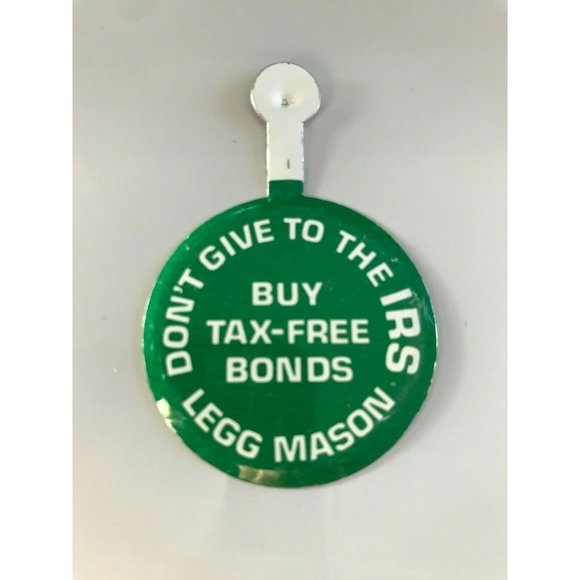 DON'T GIVE TO THE IRS
BUY
TAX-FREE
BONDS
LEGG MASON